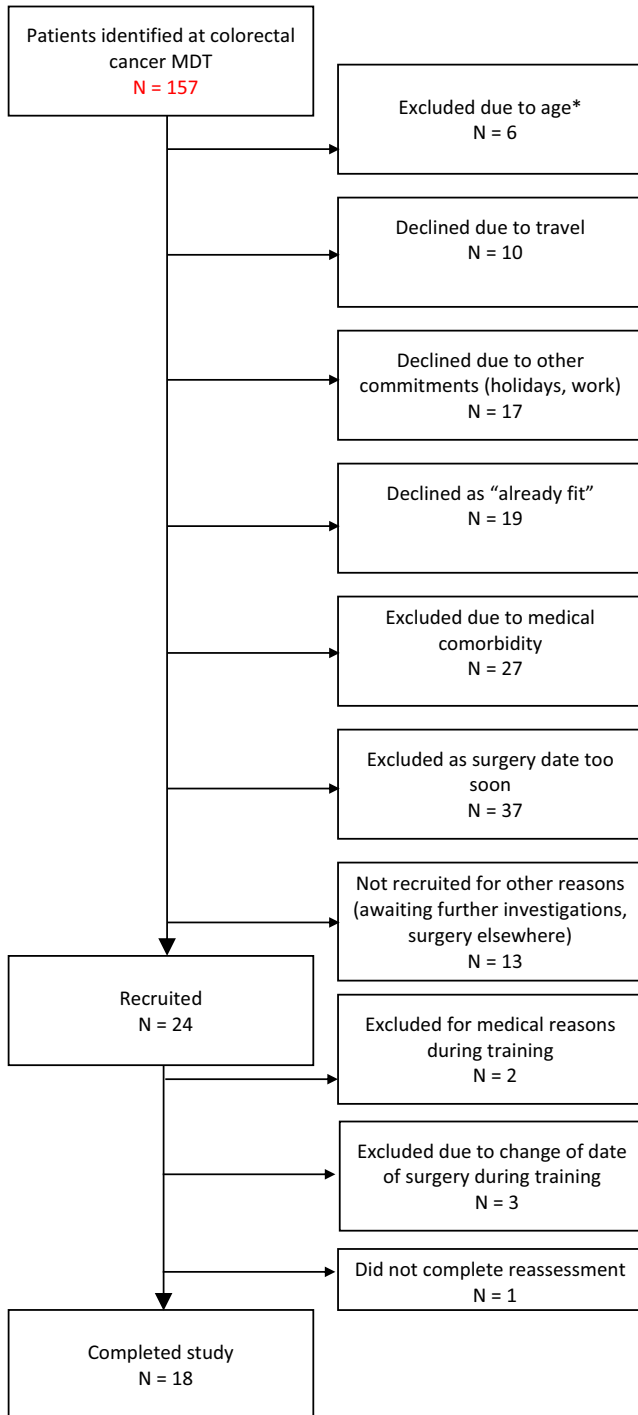 Patients identified at colorectal
cancer MDT
N = 157
Excluded due to age*
N = 6
Declined due to travel
N = 10
Declined due to other
commitments (holidays, work)
N = 17
Declined as “already fit”
N = 19
Excluded due to medical
comorbidity
N = 27
Excluded as surgery date too
soon
N = 37
Not recruited for other reasons
(awaiting further investigations,
surgery elsewhere)
N = 13
Recruited
N = 24
Excluded for medical reasons
during training
N = 2
Excluded due to change of date
of surgery during training
N = 3
Did not complete reassessment
N = 1
Completed study
N = 18